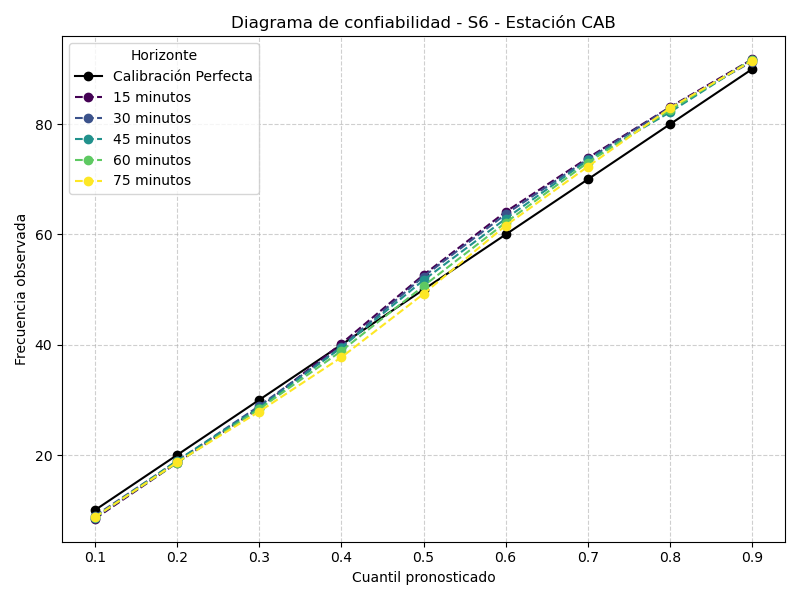 Diagrama de confiabilidad - S6 - Estación CAB
Horizonte
Calibración Perfecta
15 minutos
30 minutos
45 minutos
60 minutos
75 minutos
Frecuencia observada
80
60
40
20
0.1 0.2 0.3 0.4 0.5 0.6 0.7 0.8 0.9
Cuantil pronosticado